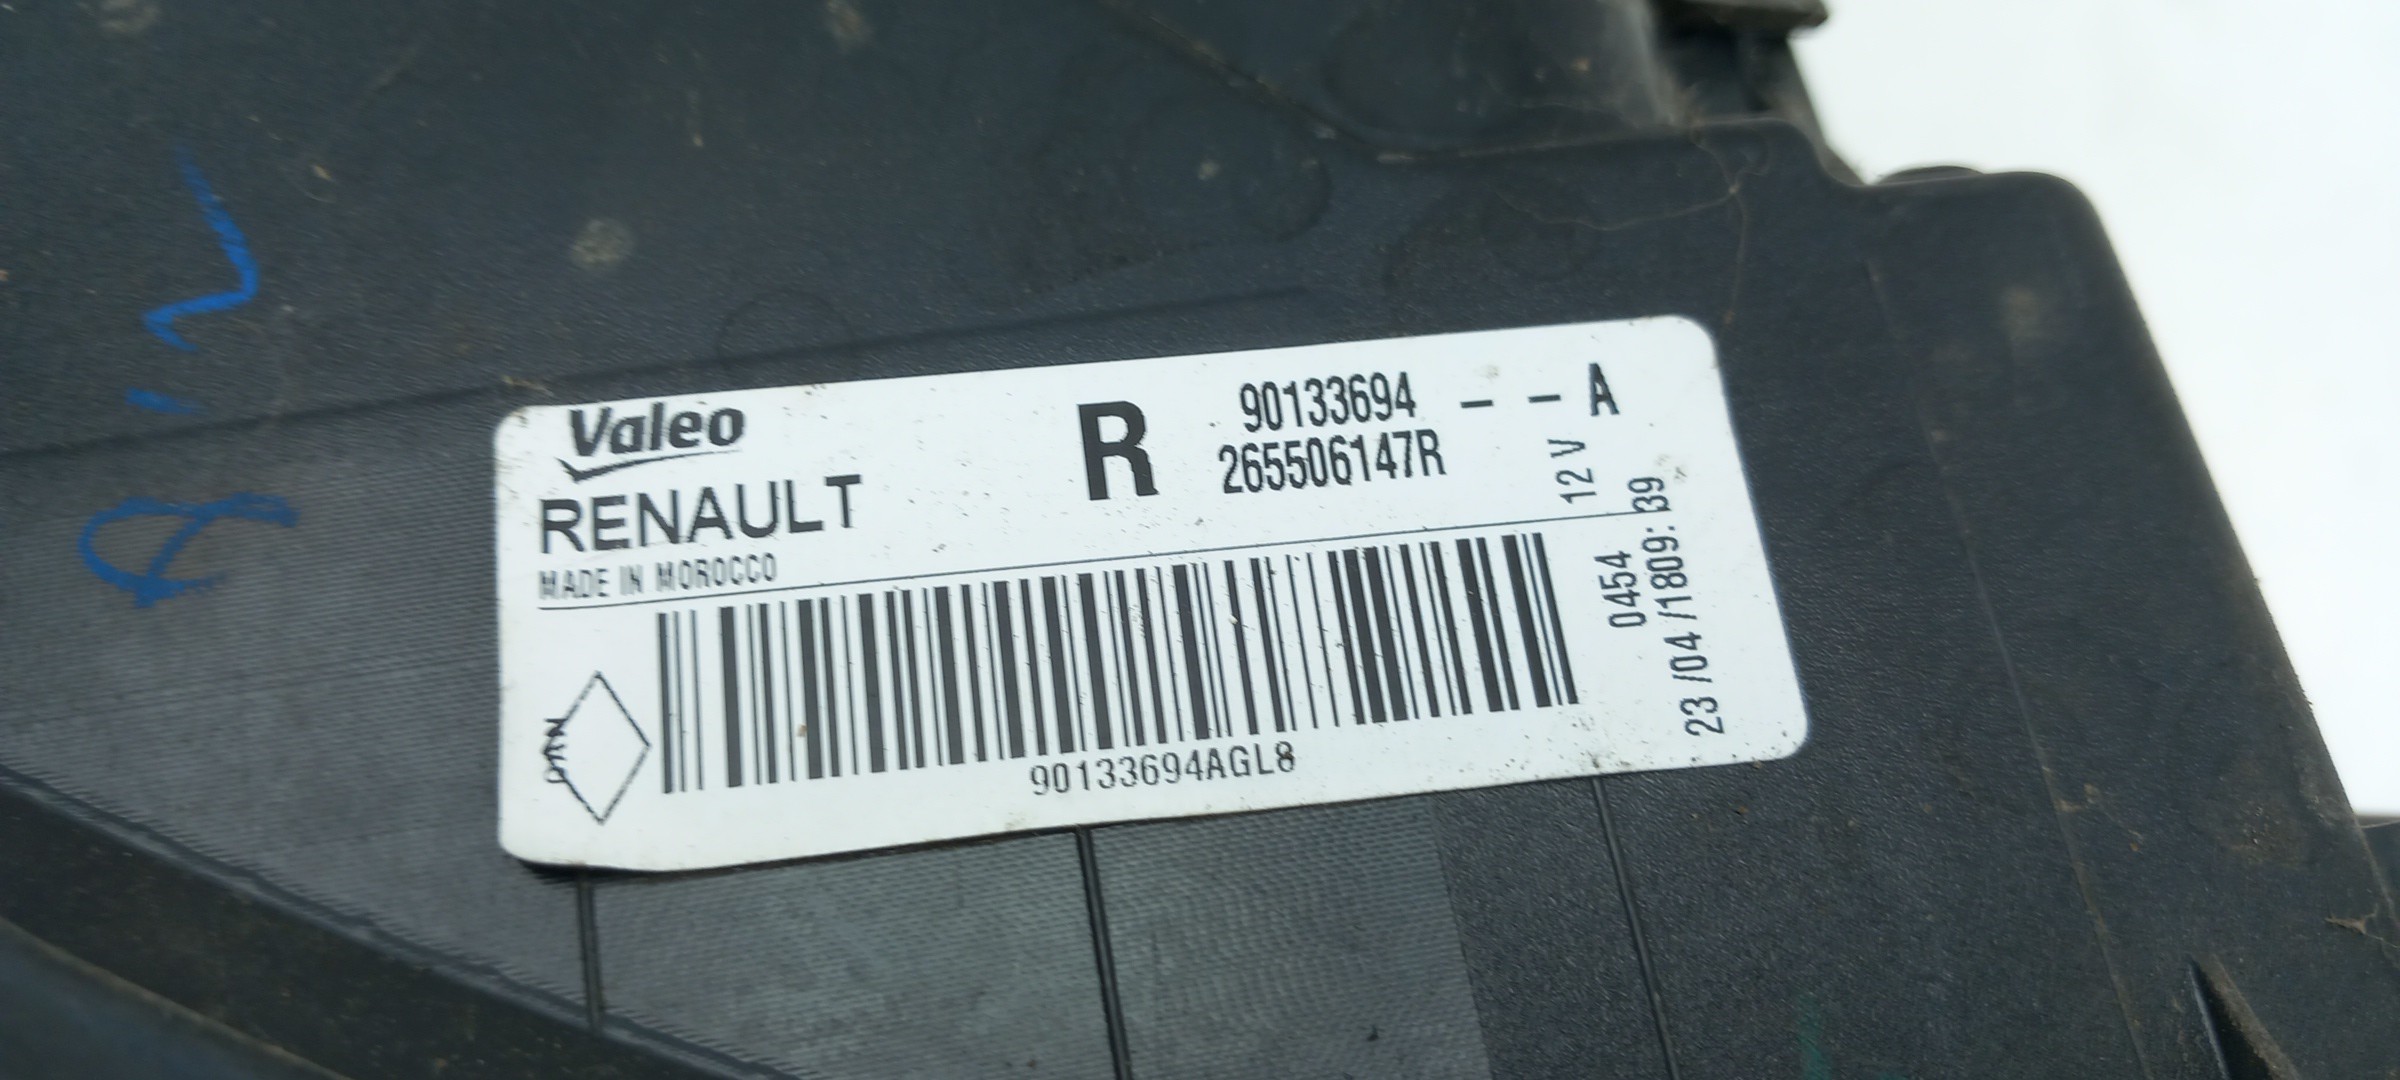 Valeo
RENAULT
MADE IN MOROCCO
R
90133694 - - A
265506147R
12 V
0454
23 /04 /1809: 39
90133694AGL8